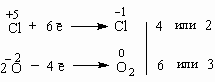 +5 −1
Cl + 6 ē ⟶ Cl | 4 или 2
−2 0
2 O − 4 ē ⟶ O₂ | 6 или 3